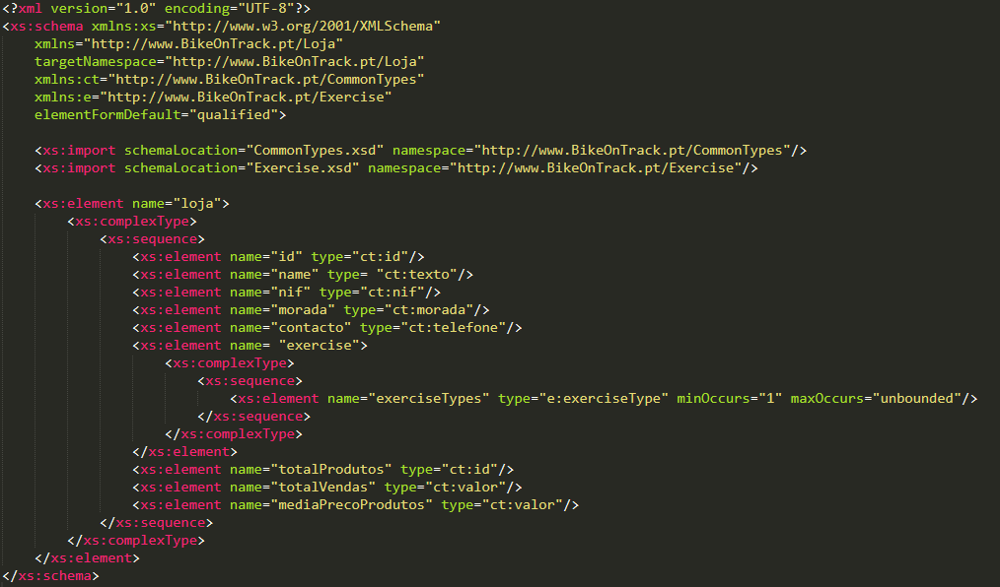 <?xml version="1.0" encoding="UTF-8"?>
<xs:schema xmlns:xs="http://www.w3.org/2001/XMLSchema"
    xmlns="http://www.BikeOnTrack.pt/Loja"
    targetNamespace="http://www.BikeOnTrack.pt/Loja"
    xmlns:ct="http://www.BikeOnTrack.pt/CommonTypes"
    xmlns:e="http://www.BikeOnTrack.pt/Exercise"
    elementFormDefault="qualified">

    <xs:import schemaLocation="CommonTypes.xsd" namespace="http://www.BikeOnTrack.pt/CommonTypes"/>
    <xs:import schemaLocation="Exercise.xsd" namespace="http://www.BikeOnTrack.pt/Exercise"/>

    <xs:element name="loja">
        <xs:complexType>
            <xs:sequence>
                <xs:element name="id" type="ct:id"/>
                <xs:element name="name" type= "ct:texto"/>
                <xs:element name="nif" type="ct:nif"/>
                <xs:element name="morada" type="ct:morada"/>
                <xs:element name="contacto" type="ct:telefone"/>
                <xs:element name= "exercise">
                    <xs:complexType>
                        <xs:sequence>
                            <xs:element name="exerciseTypes" type="e:exerciseType" minOccurs="1" maxOccurs="unbounded"/>
                        </xs:sequence>
                    </xs:complexType>
                </xs:element>
                <xs:element name="totalProdutos" type="ct:id"/>
                <xs:element name="totalVendas" type="ct:valor"/>
                <xs:element name="mediaPrecoProdutos" type="ct:valor"/>
            </xs:sequence>
        </xs:complexType>
    </xs:element>
</xs:schema>